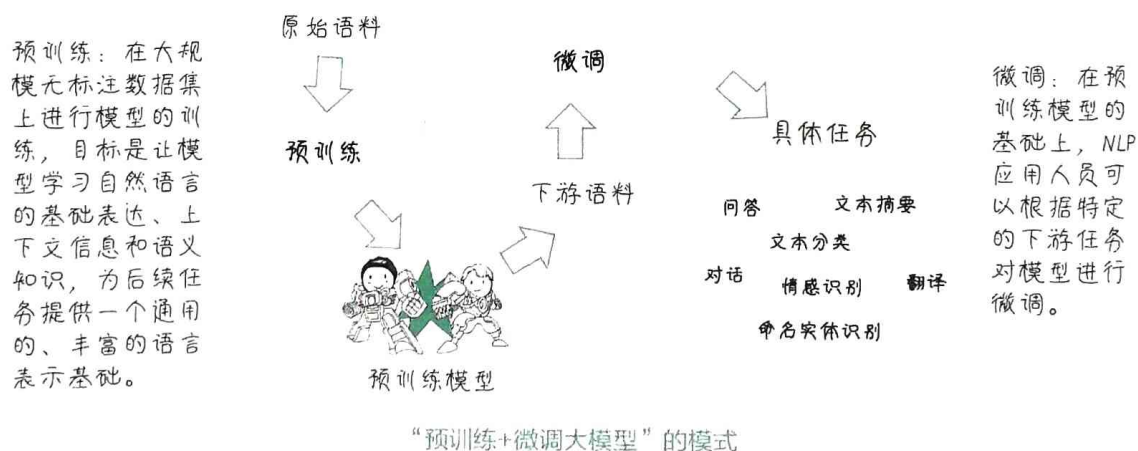 预训练：在大规
模无标注数据集
上进行模型的训
练，目标是让模
型学习自然语言
的基础表达、上
下文信息和语义
知识，为后续任
务提供一个通用
的、丰富的语言
表示基础。
原始语料
预训练
预训练模型
下游语料
微调
具体任务
问答 文本摘要
文本分类
对话 情感识别 翻译
命名实体识别
微调：在预
训练模型的
基础上，NLP
应用人员可
以根据特定
的下游任务
对模型进行
微调。
“预训练+微调大模型”的模式